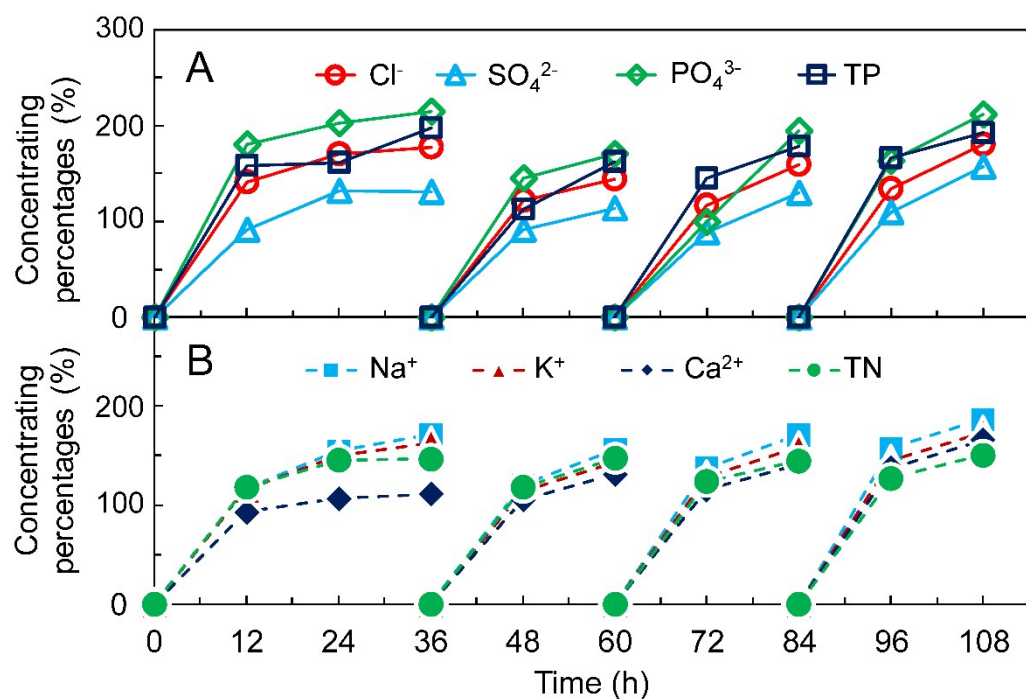 300
A
Cl⁻ SO₄²⁻ PO₄³⁻ TP
200
100
0
Concentrating
percentages (%)
B
Na⁺ K⁺ Ca²⁺ TN
200
100
0
Concentrating
percentages (%)
0 12 24 36 48 60 72 84 96 108
Time (h)